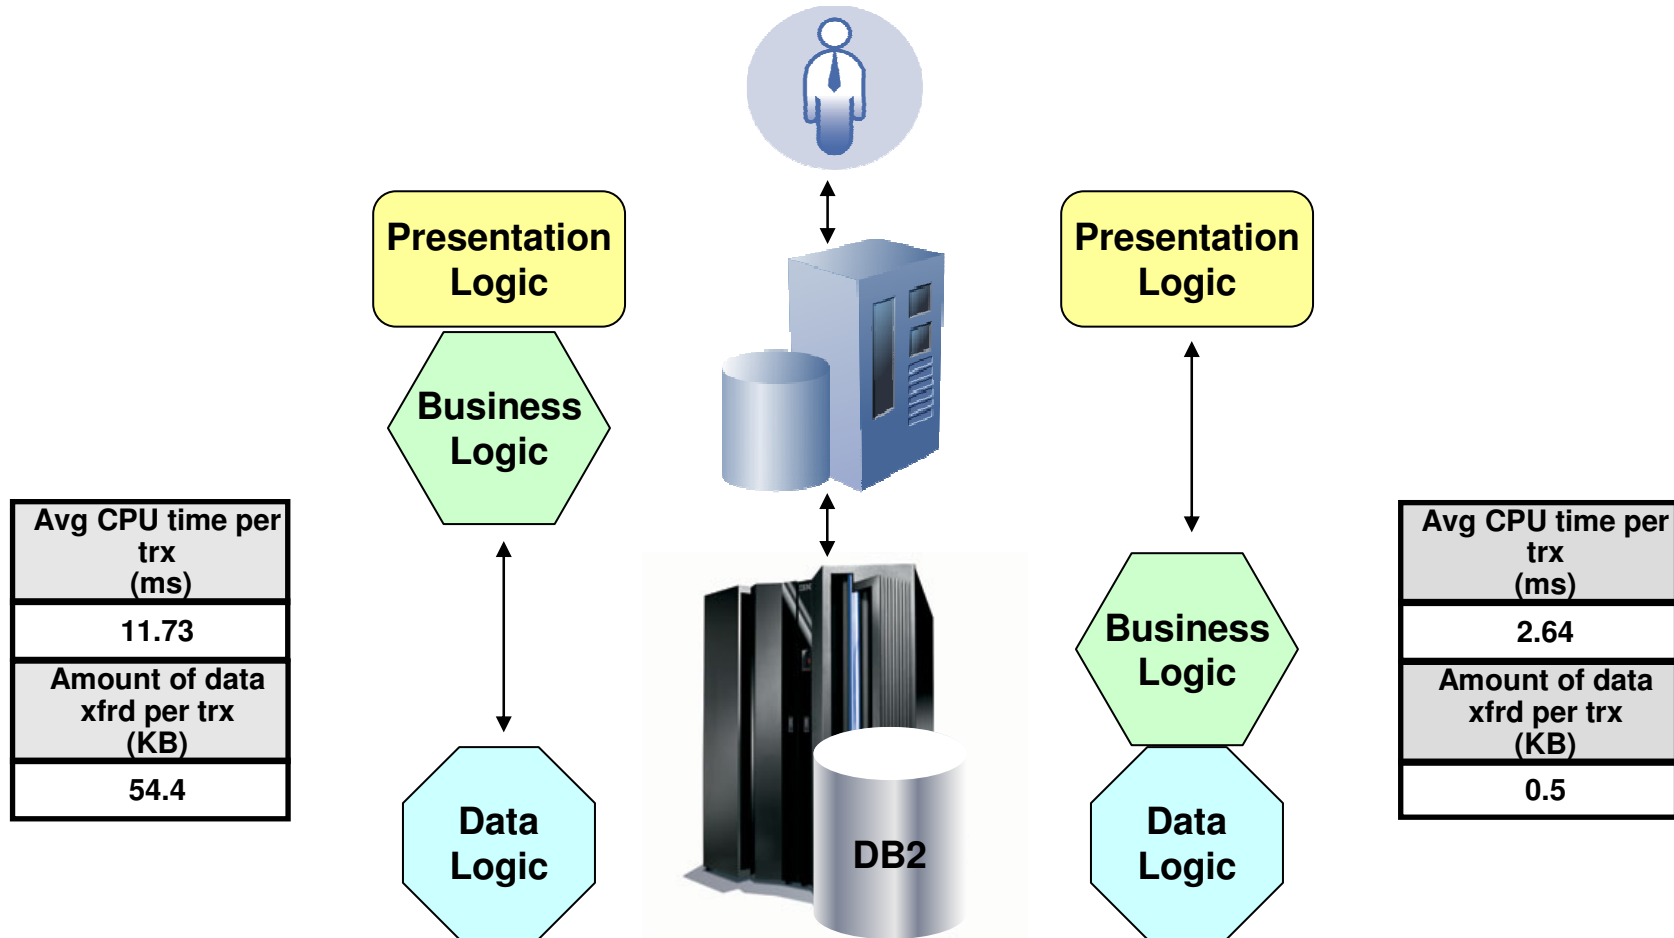 Presentation
Logic
Business
Logic
Avg CPU time per
trx
(ms)
11.73
Amount of data
xfrd per trx
(KB)
54.4
Data
Logic
DB2
Presentation
Logic
Business
Logic
Data
Logic
Avg CPU time per
trx
(ms)
2.64
Amount of data
xfrd per trx
(KB)
0.5